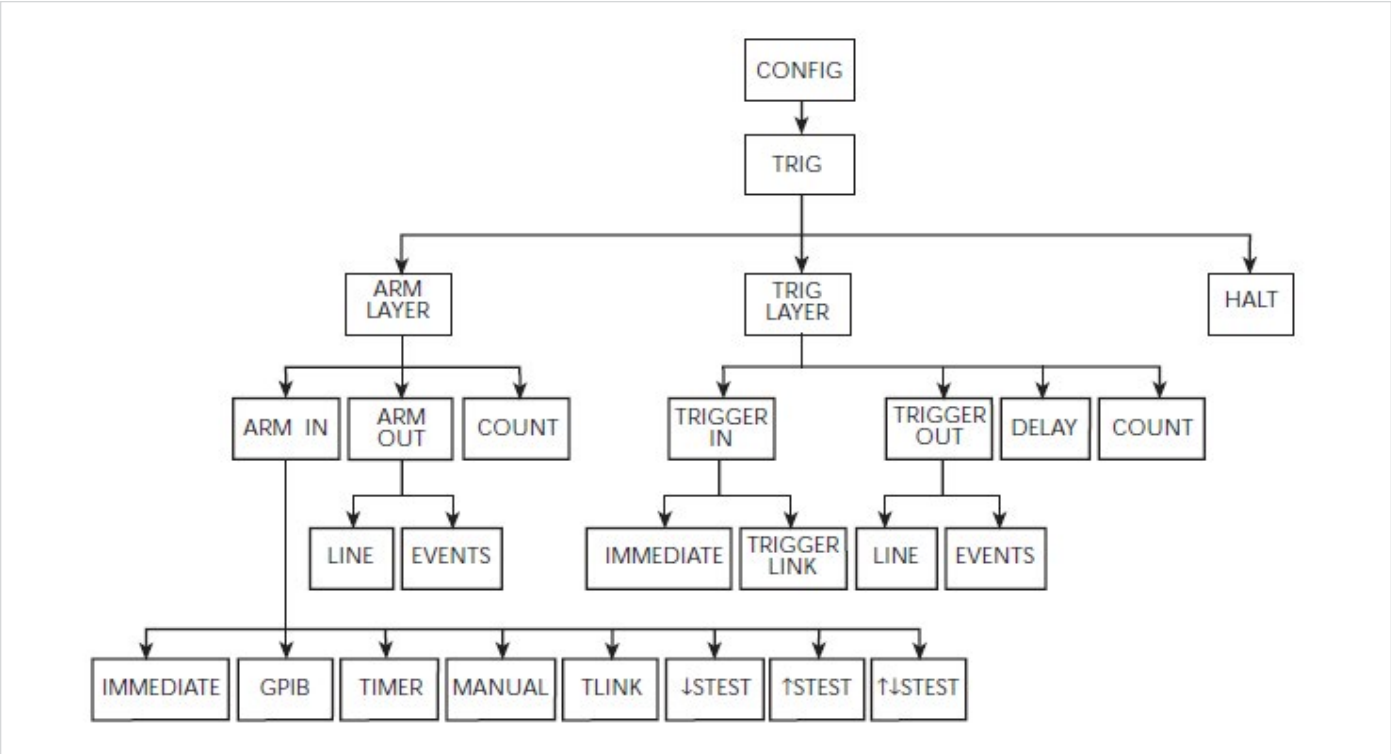 CONFIG
TRIG
ARM
LAYER
TRIG
LAYER
HALT
ARM IN
ARM
OUT
COUNT
TRIGGER
IN
TRIGGER
OUT
DELAY
COUNT
LINE
EVENTS
IMMEDIATE
TRIGGER
LINK
LINE
EVENTS
IMMEDIATE
GPIB
TIMER
MANUAL
TLINK
↓STEST
↑STEST
↑↓STEST